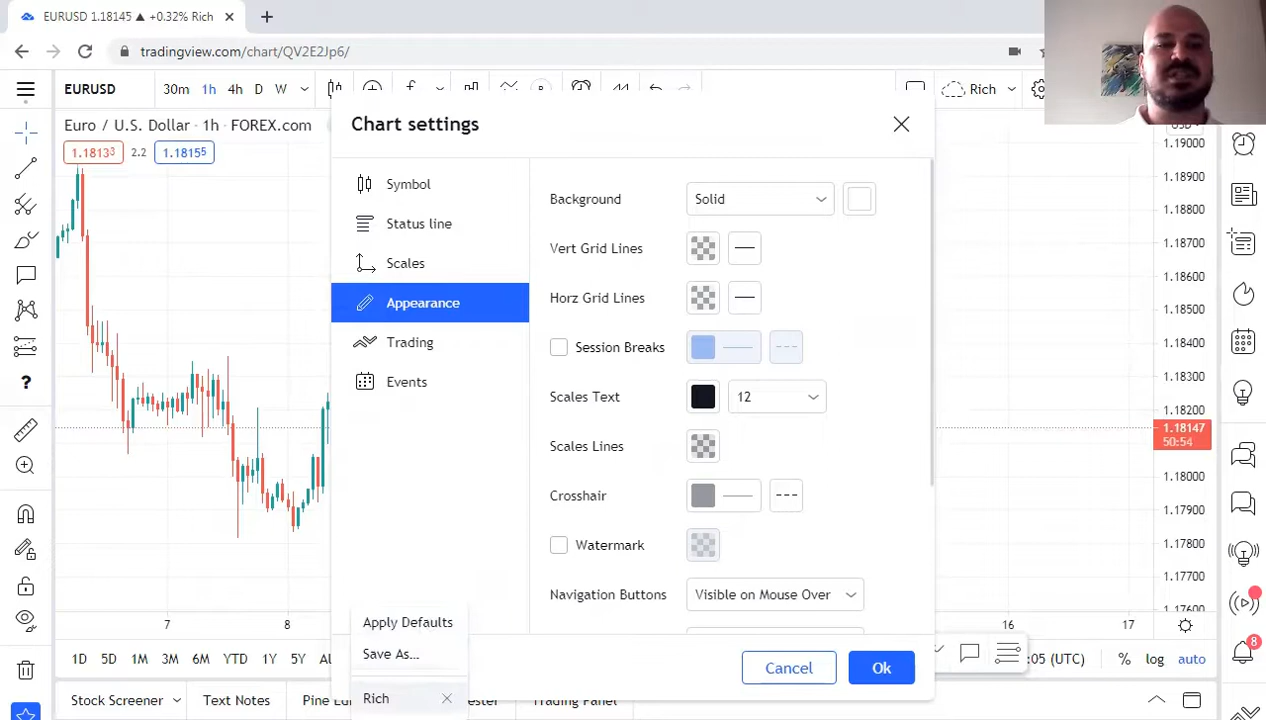 EURUSD 1.18145 ▲ +0.32% Rich
tradingview.com/chart/QV2E2Jp6/
EURUSD 30m 1h 4h D W Rich
Euro / U.S. Dollar · 1h · FOREX.com
1.18133 2.2 1.18155
Chart settings
Symbol
Status line
Scales
Appearance
Trading
Events
Background Solid
Vert Grid Lines
Horz Grid Lines
Session Breaks
Scales Text 12
Scales Lines
Crosshair
Watermark
Navigation Buttons Visible on Mouse Over
Apply Defaults
Save As...
Rich
Cancel Ok
1.19000
1.18800
1.18700
1.18600
1.18500
1.18400
1.18300
1.18200
1.18147
50:54
1.18000
1.17900
1.17800
1.17700
1.17600
7 8 16 17
1D 5D 1M 3M 6M YTD 1Y 5Y :05 (UTC) % log auto
8
Stock Screener Text Notes Trading Panel